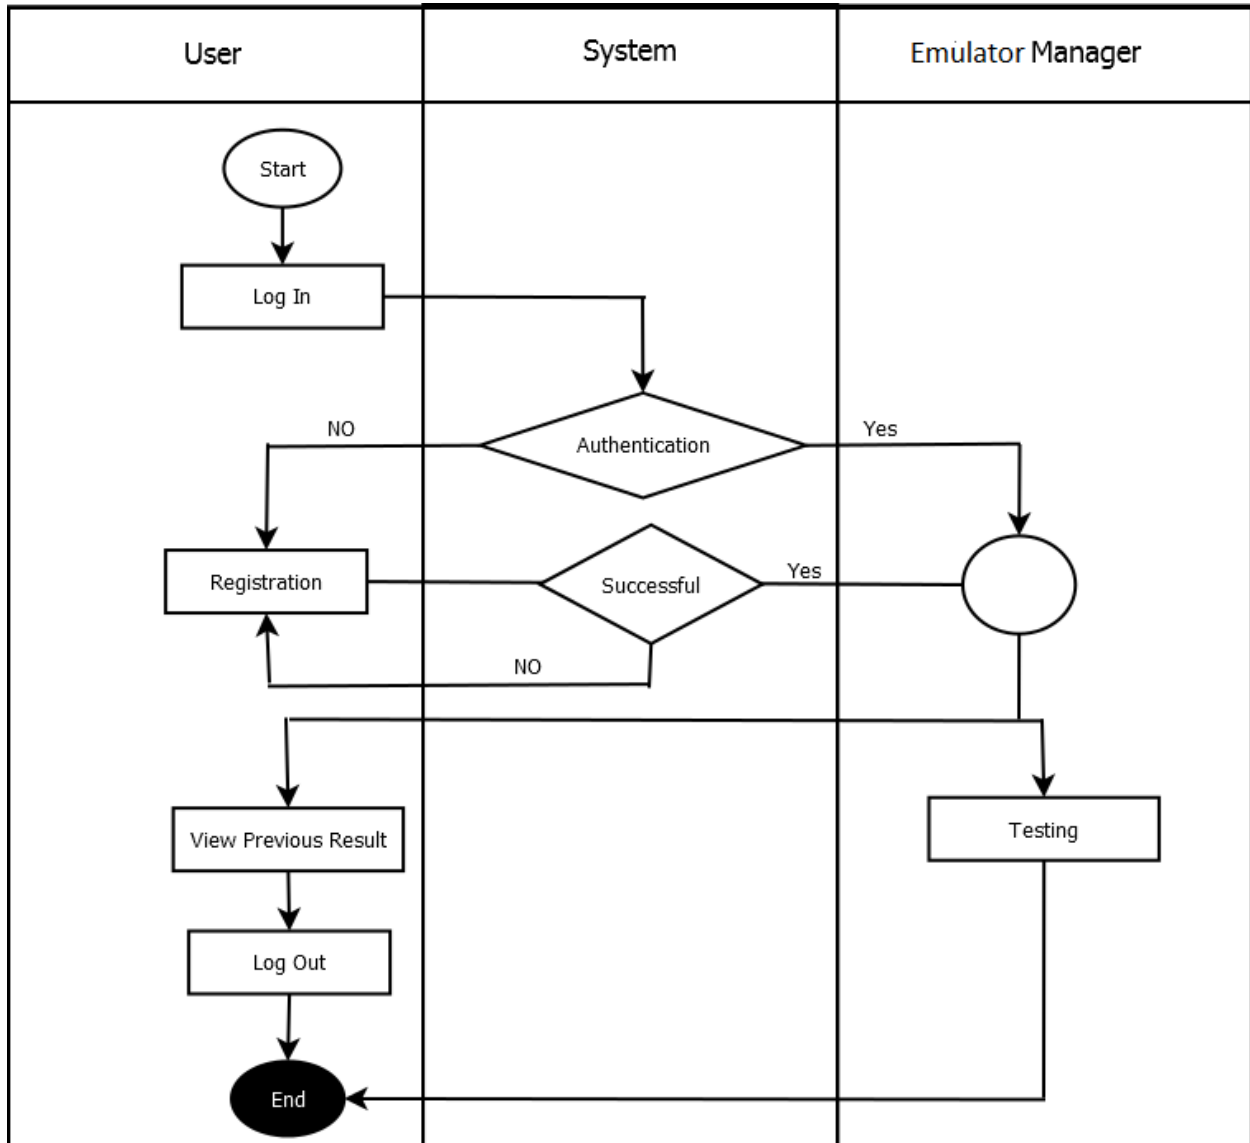 User
System
Emulator Manager
Start
Log In
Authentication
NO
Yes
Registration
Successful
Yes
NO
View Previous Result
Testing
Log Out
End